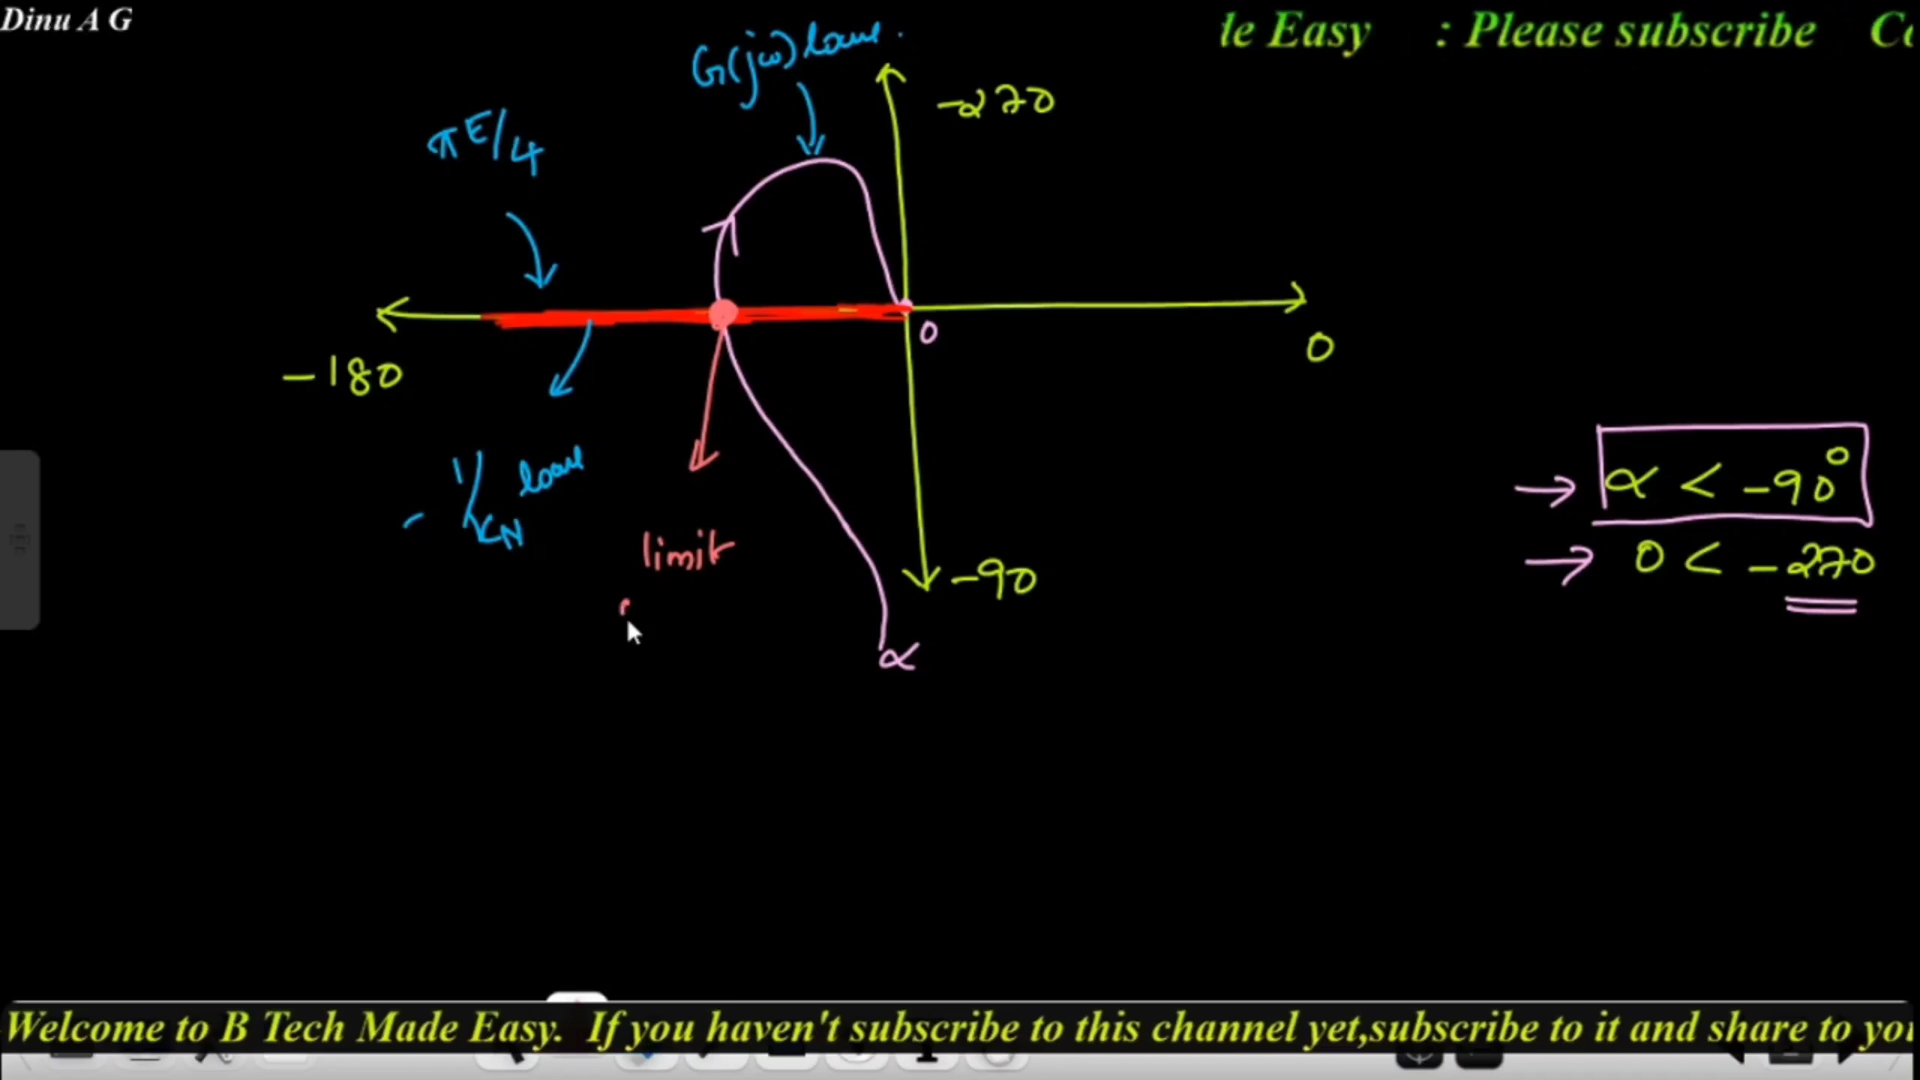 Dinu A G
le Easy : Please subscribe
G(jω) locus.
-270
πE/4
0
-180
0
-1/KN locus
α < -90°
limit
-90
0 < -270
α
Welcome to B Tech Made Easy. If you haven't subscribe to this channel yet,subscribe to it and share to